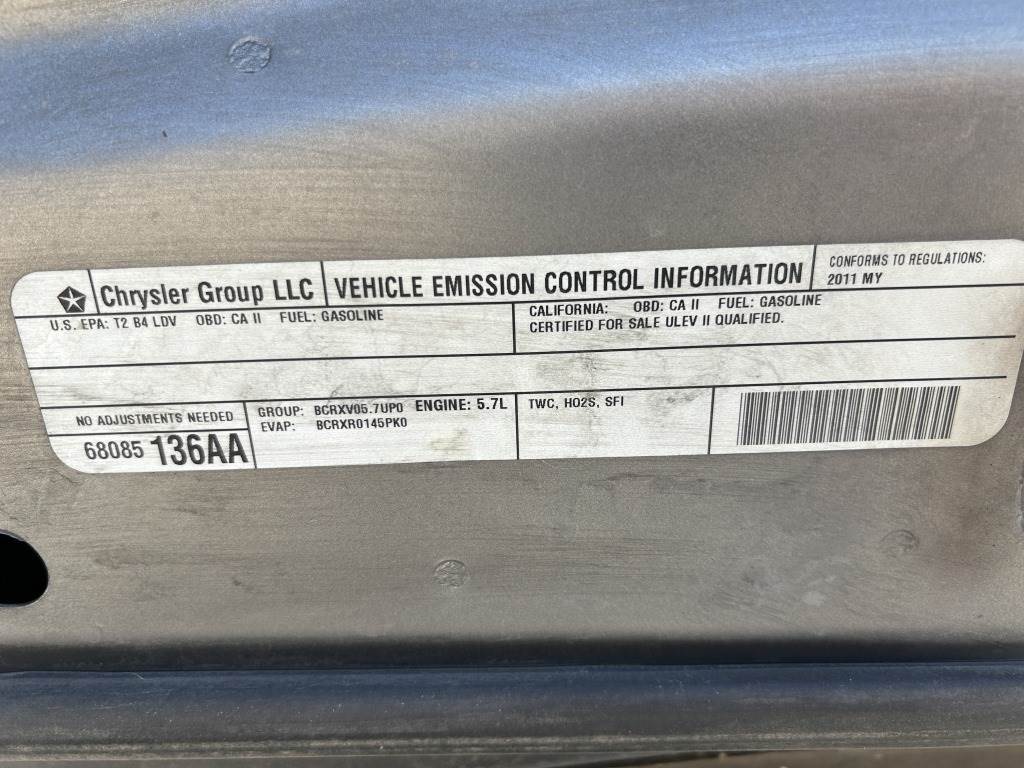 Chrysler Group LLC
VEHICLE EMISSION CONTROL INFORMATION
CONFORMS TO REGULATIONS:
2011 MY
U.S. EPA: T2 B4 LDV OBD: CA II FUEL: GASOLINE
CALIFORNIA: OBD: CA II FUEL: GASOLINE
CERTIFIED FOR SALE ULEV II QUALIFIED.
NO ADJUSTMENTS NEEDED
68085 136AA
GROUP: BCRXV05.7UP0 ENGINE: 5.7L
EVAP: BCRXR0145PK0
TWC, HO2S, SFI